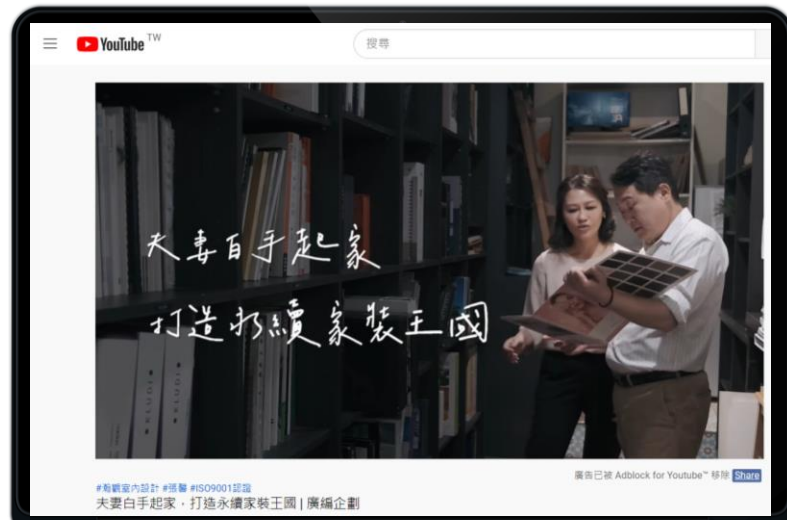 YouTube TW
搜尋
夫妻白手起家
打造永續家裝王國
廣告已被 Adblock for Youtube™ 移除 Share
#瀚觀室內設計 #張馨 #ISO9001認證
夫妻白手起家，打造永續家裝王國 | 廣編企劃